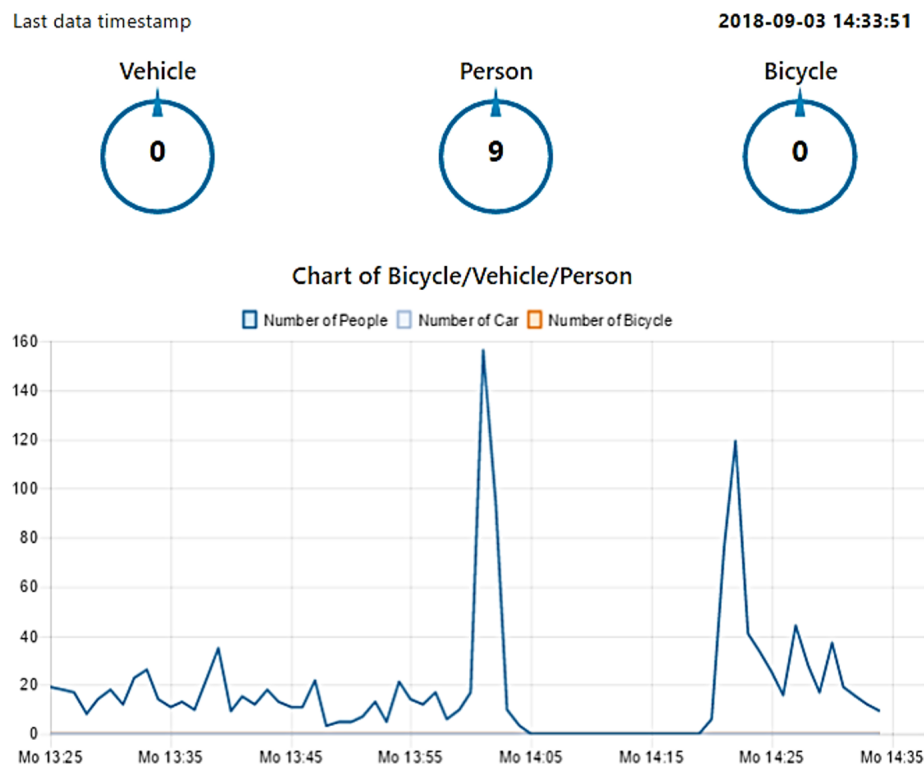 Last data timestamp 2018-09-03 14:33:51
Vehicle Person Bicycle
0 9 0
Chart of Bicycle/Vehicle/Person
Number of People Number of Car Number of Bicycle
160
140
120
100
80
60
40
20
0
Mo 13:25 Mo 13:35 Mo 13:45 Mo 13:55 Mo 14:05 Mo 14:15 Mo 14:25 Mo 14:35